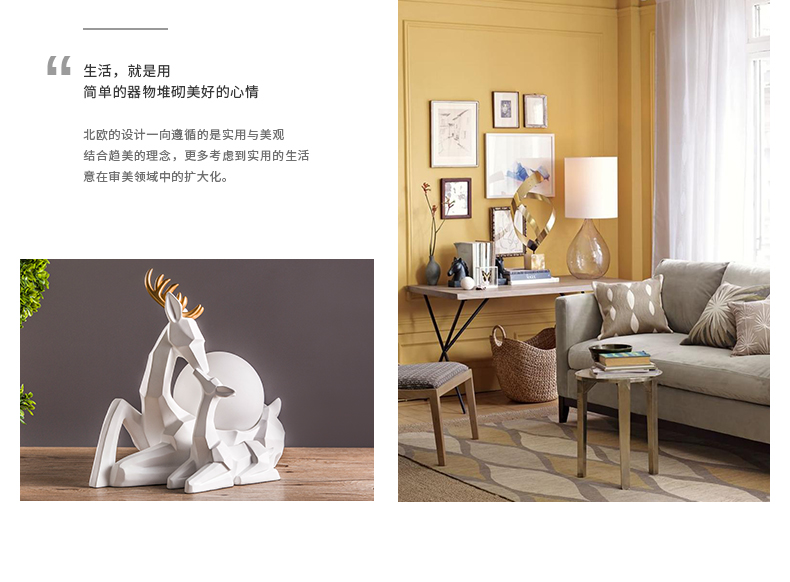 “
生活，就是用
简单的器物堆砌美好的心情
北欧的设计一向遵循的是实用与美观
结合趋美的理念，更多考虑到实用的生活
意在审美领域中的扩大化。